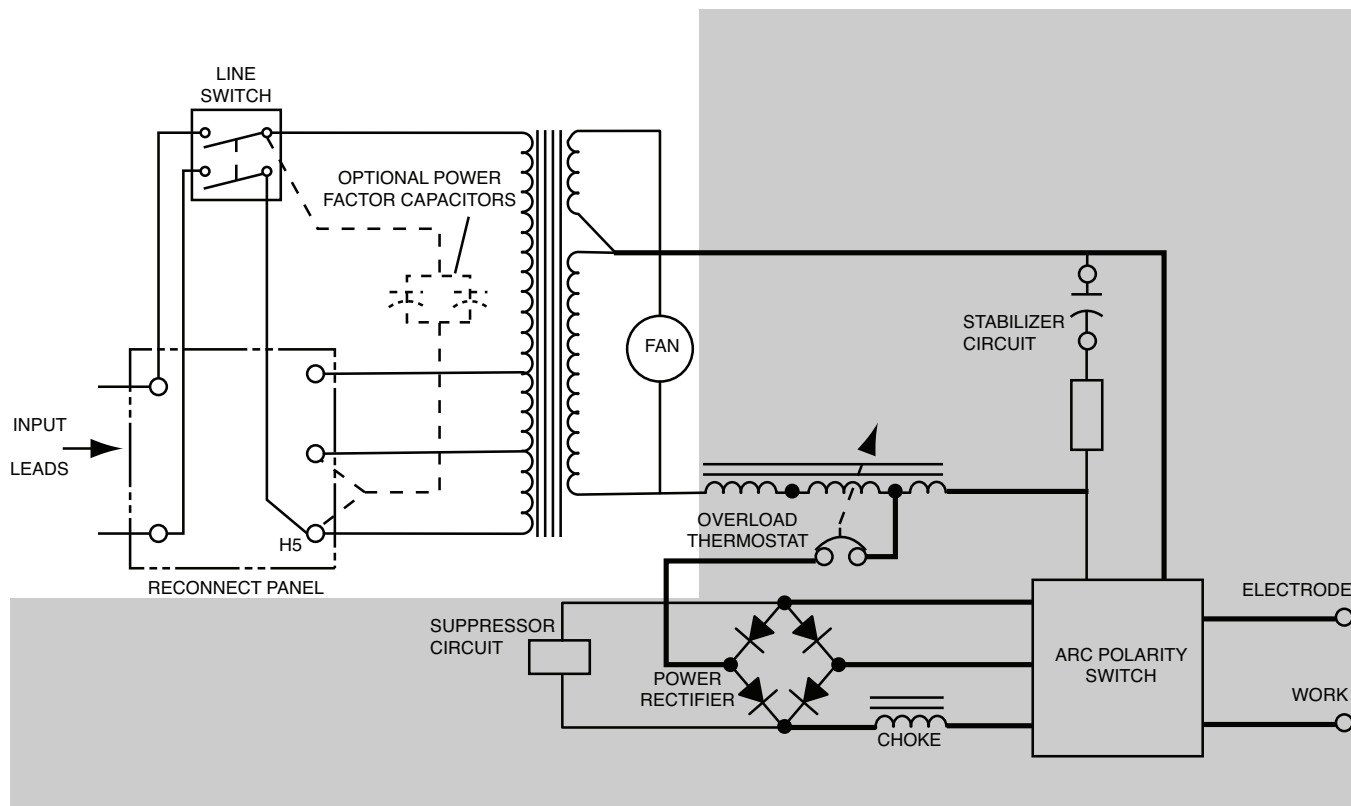 LINE
SWITCH
OPTIONAL POWER
FACTOR CAPACITORS
STABILIZER
CIRCUIT
FAN
INPUT
LEADS
OVERLOAD
THERMOSTAT
H5
RECONNECT PANEL
ELECTRODE
SUPPRESSOR
CIRCUIT
ARC POLARITY
SWITCH
POWER
RECTIFIER
WORK
CHOKE